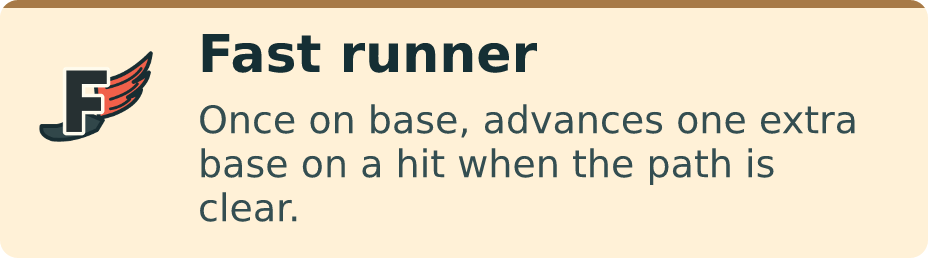 F
Fast runner
Once on base, advances one extra
base on a hit when the path is
clear.